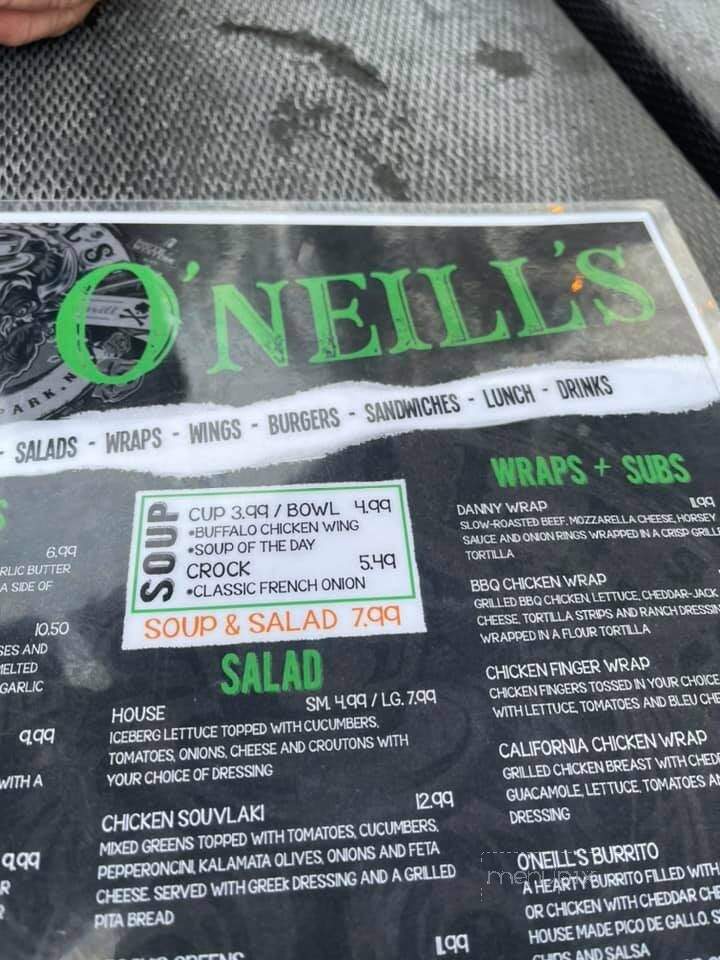 O'NEILL'S
- SALADS - WRAPS - WINGS - BURGERS - SANDWICHES - LUNCH - DRINKS
6.99
RLIC BUTTER
A SIDE OF
10.50
SES AND
MELTED
GARLIC
9.99
WITH A
9.99
SOUP
CUP 3.99 / BOWL 4.99
•BUFFALO CHICKEN WING
•SOUP OF THE DAY
CROCK 5.49
•CLASSIC FRENCH ONION
SOUP & SALAD 7.99
SALAD
HOUSE SM. 4.99 / LG. 7.99
ICEBERG LETTUCE TOPPED WITH CUCUMBERS,
TOMATOES, ONIONS, CHEESE AND CROUTONS WITH
YOUR CHOICE OF DRESSING
CHICKEN SOUVLAKI 12.99
MIXED GREENS TOPPED WITH TOMATOES, CUCUMBERS,
PEPPERONCINI, KALAMATA OLIVES, ONIONS AND FETA
CHEESE. SERVED WITH GREEK DRESSING AND A GRILLED
PITA BREAD
GREENS 11.99
WRAPS + SUBS
DANNY WRAP 11.99
SLOW-ROASTED BEEF, MOZZARELLA CHEESE, HORSEY
SAUCE AND ONION RINGS WRAPPED IN A CRISP GRILLE
TORTILLA
BBQ CHICKEN WRAP
GRILLED BBQ CHICKEN, LETTUCE, CHEDDAR-JACK
CHEESE, TORTILLA STRIPS AND RANCH DRESSIN
WRAPPED IN A FLOUR TORTILLA
CHICKEN FINGER WRAP
CHICKEN FINGERS TOSSED IN YOUR CHOICE
WITH LETTUCE, TOMATOES AND BLEU CHE
CALIFORNIA CHICKEN WRAP
GRILLED CHICKEN BREAST WITH CHED
GUACAMOLE, LETTUCE, TOMATOES AN
DRESSING
O'NEILL'S BURRITO
A HEARTY BURRITO FILLED WITH
OR CHICKEN WITH CHEDDAR CHE
HOUSE MADE PICO DE GALLO. S
CHIPS AND SALSA
menupix